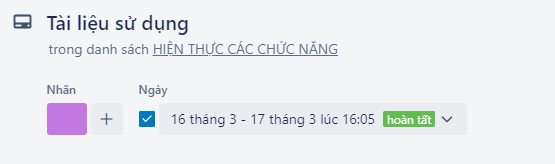 Tài liệu sử dụng
trong danh sách HIỆN THỰC CÁC CHỨC NĂNG
Nhãn
Ngày
16 tháng 3 - 17 tháng 3 lúc 16:05 hoàn tất